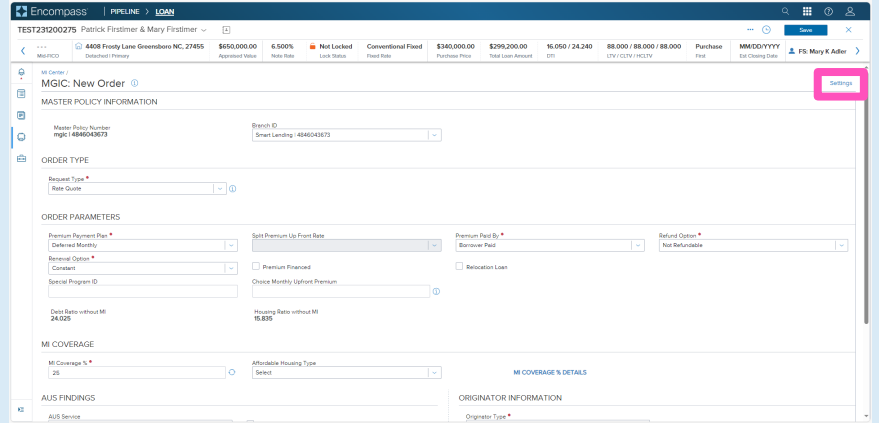 Encompass | PIPELINE > LOAN
TEST231200275 Patrick Firstimer & Mary Firstimer
Save
--- 4408 Frosty Lane Greensboro NC, 27455 $650,000.00 6.500% Not Locked Conventional Fixed $340,000.00 $299,200.00 16.050 / 24.240 88.000 / 88.000 / 88.000 Purchase MM/DD/YYYY FS: Mary K Adler
Mid-FICO Detached | Primary Appraised Value Note Rate Lock Status Fixed Rate Purchase Price Total Loan Amount DTI LTV / CLTV / HCLTV First Est Closing Date
MI Center /
MGIC: New Order
Settings
MASTER POLICY INFORMATION
Master Policy Number
mgic | 4846043673
Branch ID
Smart Lending | 4846043673
ORDER TYPE
Request Type *
Rate Quote
ORDER PARAMETERS
Premium Payment Plan * Split Premium Up Front Rate Premium Paid By * Refund Option *
Deferred Monthly Borrower Paid Not Refundable
Renewal Option *
Constant Premium Financed Relocation Loan
Special Program ID Choice Monthly Upfront Premium
Debt Ratio without MI Housing Ratio without MI
24.025 15.835
MI COVERAGE
MI Coverage % * Affordable Housing Type
25 Select MI COVERAGE % DETAILS
AUS FINDINGS ORIGINATOR INFORMATION
AUS Service Originator Type *